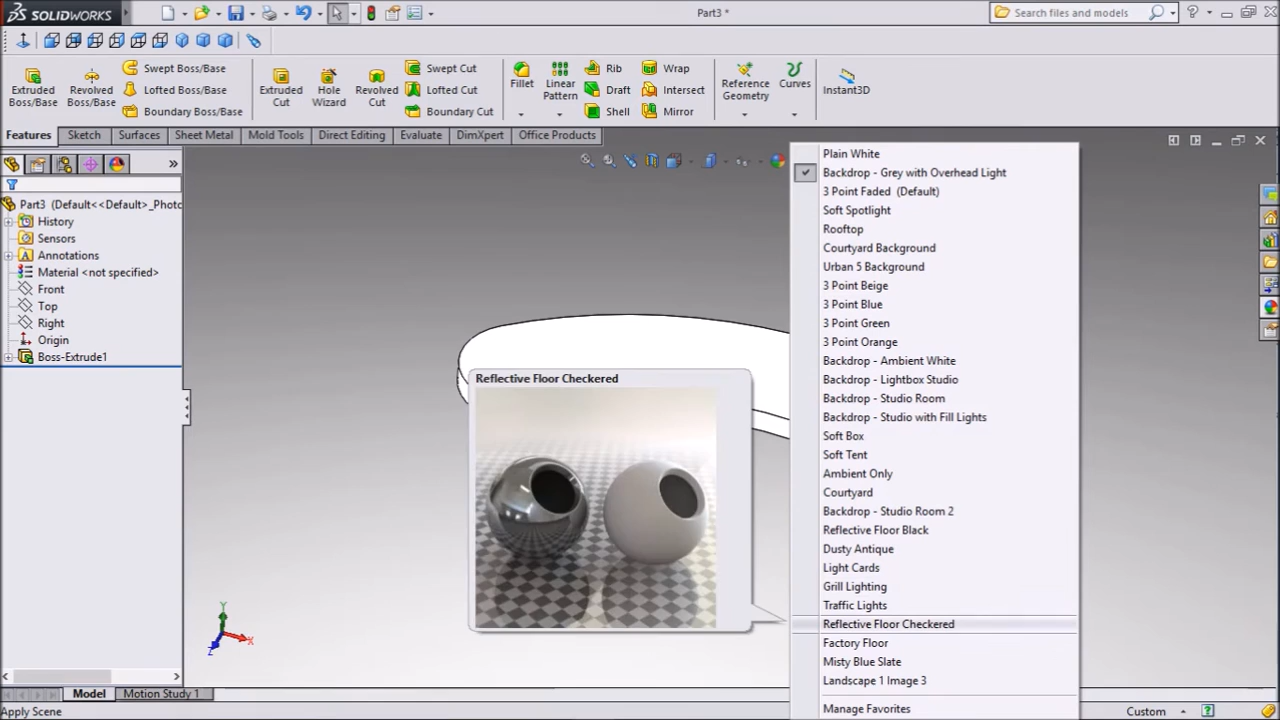 SOLIDWORKS
Part3 *
Search files and models
Extruded Boss/Base
Revolved Boss/Base
Swept Boss/Base
Lofted Boss/Base
Boundary Boss/Base
Extruded Cut
Hole Wizard
Revolved Cut
Swept Cut
Lofted Cut
Boundary Cut
Fillet
Linear Pattern
Rib
Draft
Shell
Wrap
Intersect
Mirror
Reference Geometry
Curves
Instant3D
Features
Sketch
Surfaces
Sheet Metal
Mold Tools
Direct Editing
Evaluate
DimXpert
Office Products
Part3 (Default<<Default>_Photo
History
Sensors
Annotations
Material <not specified>
Front
Top
Right
Origin
Boss-Extrude1
Plain White
Backdrop - Grey with Overhead Light
3 Point Faded (Default)
Soft Spotlight
Rooftop
Courtyard Background
Urban 5 Background
3 Point Beige
3 Point Blue
3 Point Green
3 Point Orange
Backdrop - Ambient White
Backdrop - Lightbox Studio
Backdrop - Studio Room
Backdrop - Studio with Fill Lights
Soft Box
Soft Tent
Ambient Only
Courtyard
Backdrop - Studio Room 2
Reflective Floor Black
Dusty Antique
Light Cards
Grill Lighting
Traffic Lights
Reflective Floor Checkered
Factory Floor
Misty Blue Slate
Landscape 1 Image 3
Manage Favorites
Reflective Floor Checkered
Y
X
Z
Model
Motion Study 1
Apply Scene
Custom